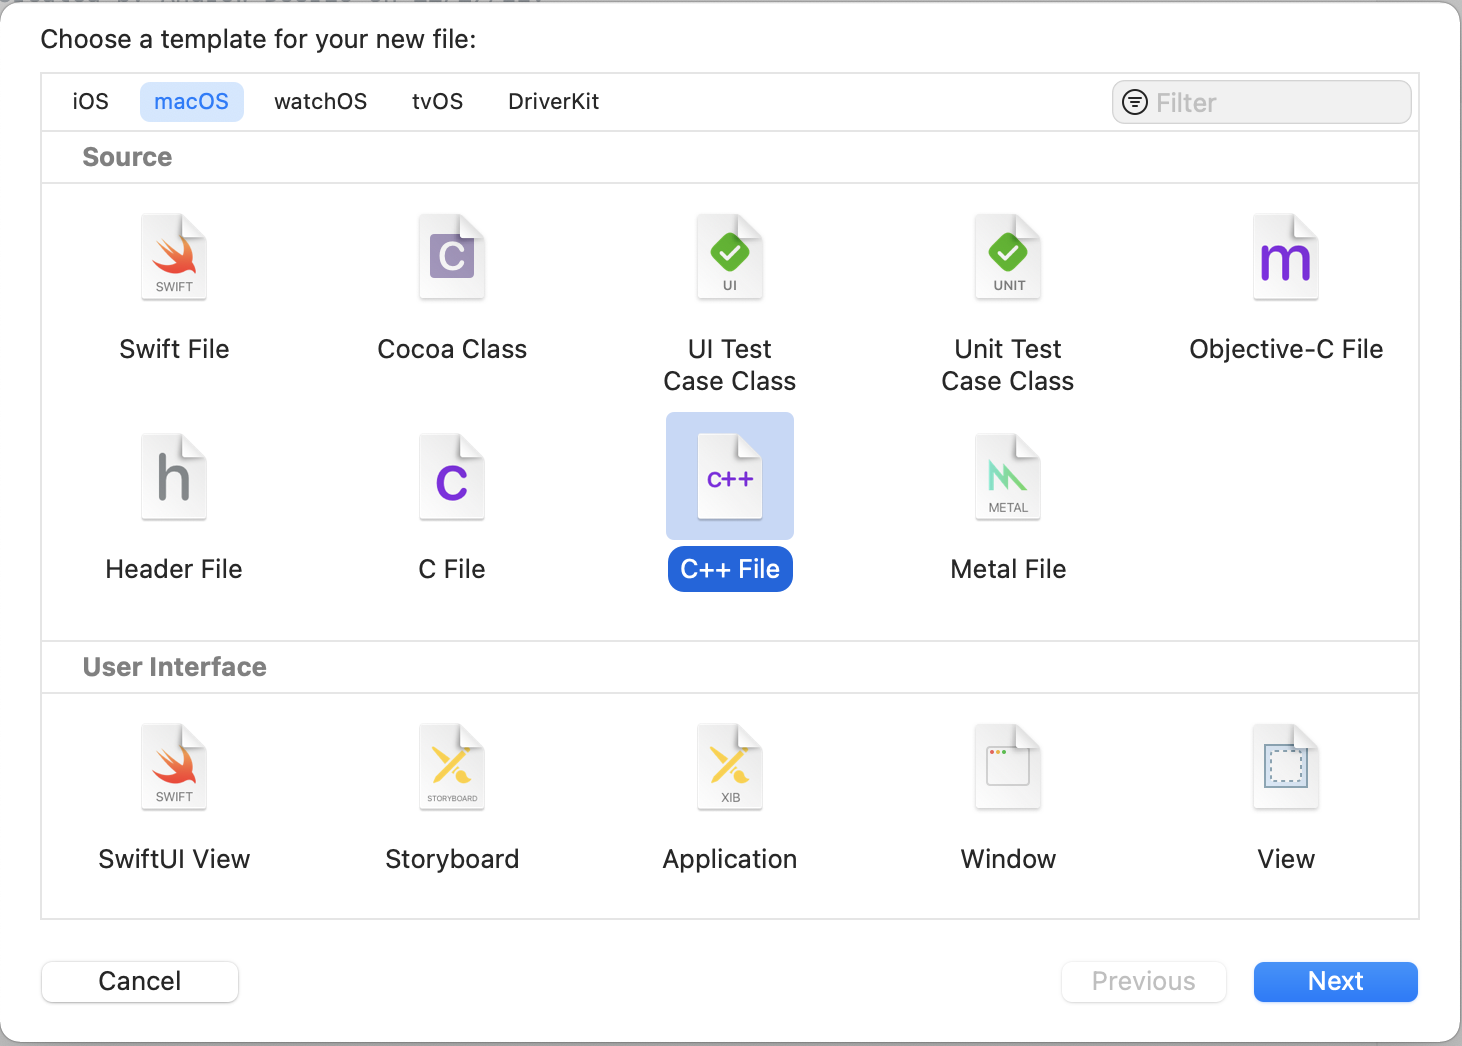 Choose a template for your new file:
iOS macOS watchOS tvOS DriverKit Filter
Source
SWIFT C UI UNIT m
Swift File Cocoa Class UI Test Case Class Unit Test Case Class Objective-C File
h C C++ METAL
Header File C File C++ File Metal File
User Interface
SWIFT STORYBOARD XIB
SwiftUI View Storyboard Application Window View
Cancel Previous Next